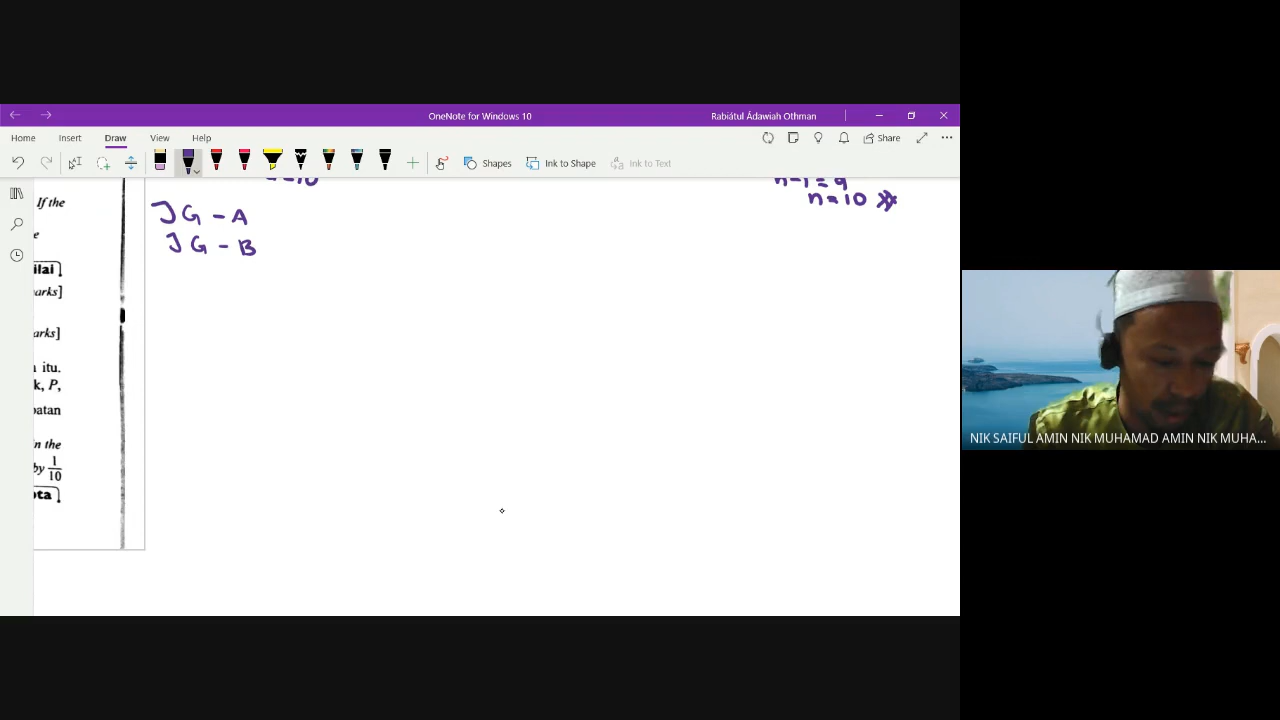 OneNote for Windows 10
Rabiátul Ádawiah Othman
Home Insert Draw View Help
Share
Shapes
Ink to Shape
Ink to Text
n-1 = 9
n = 10
If the
e
ilai
arks]
arks]
n itu.
k, P,
patan
n the
by 1/10
ota
JG - A
JG - B
NIK SAIFUL AMIN NIK MUHAMAD AMIN NIK MUHA...